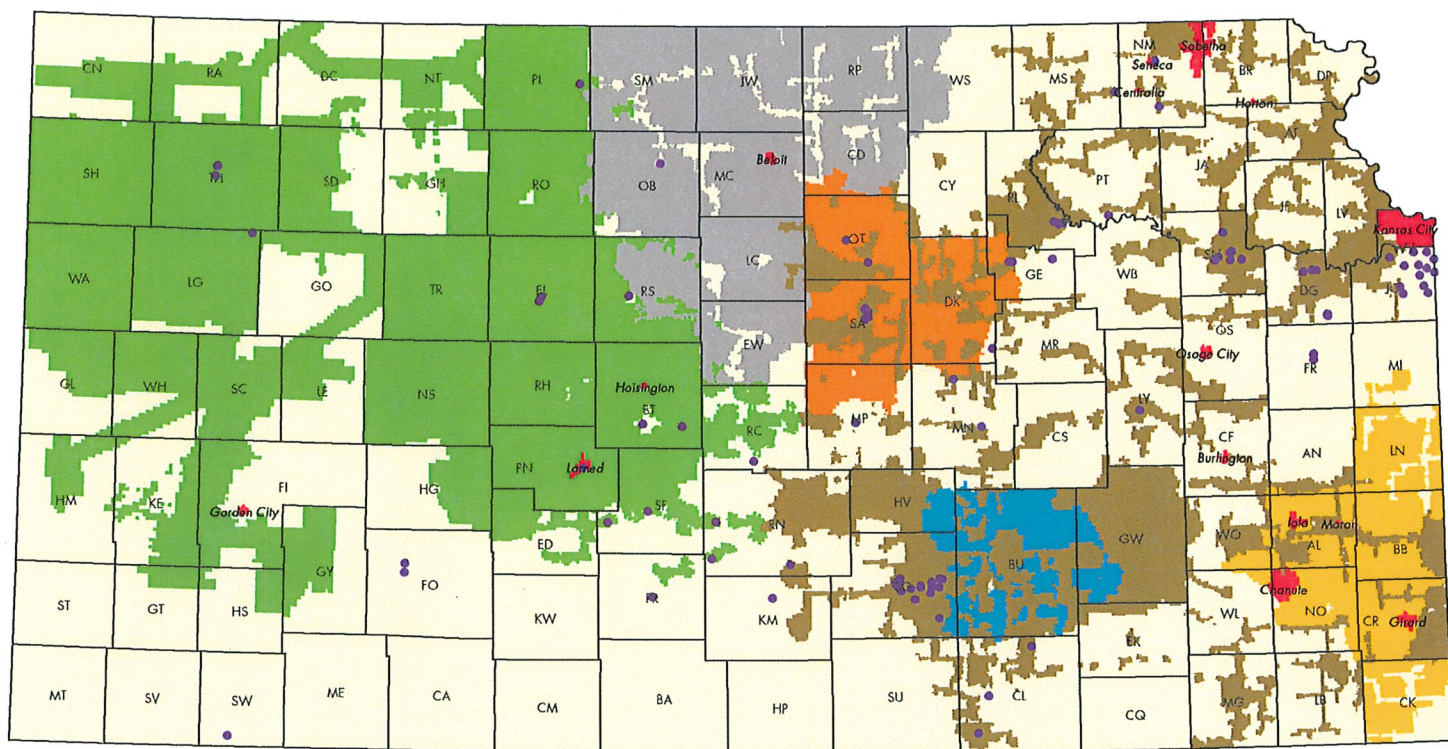 CN RA DC NT PL SM JW RP WS MS NM Sabetha BR DP
Seneca
Centralia Horton
SH TH SD GH RO OB MC Beloit CD CY RL PT JA AT
JF LV
Kansas City
WA LG GO TR EL RS LC OT DK GE WB SN DG JO
GL WH SC LE NS RH Hoisington BT EW SA MR OS Osage City FR MI
RC MP MN CS LY CF Burlington AN LN
HM KE Garden City FI HG PN Larned SF RN HV
GY FO ED BU GW WO Iola Moran AL BB
ST GT HS KW PR KM WL Chanute NO CR Girard
EK
MT SV SW ME CA CM BA HP SU CL CQ MG LB CK